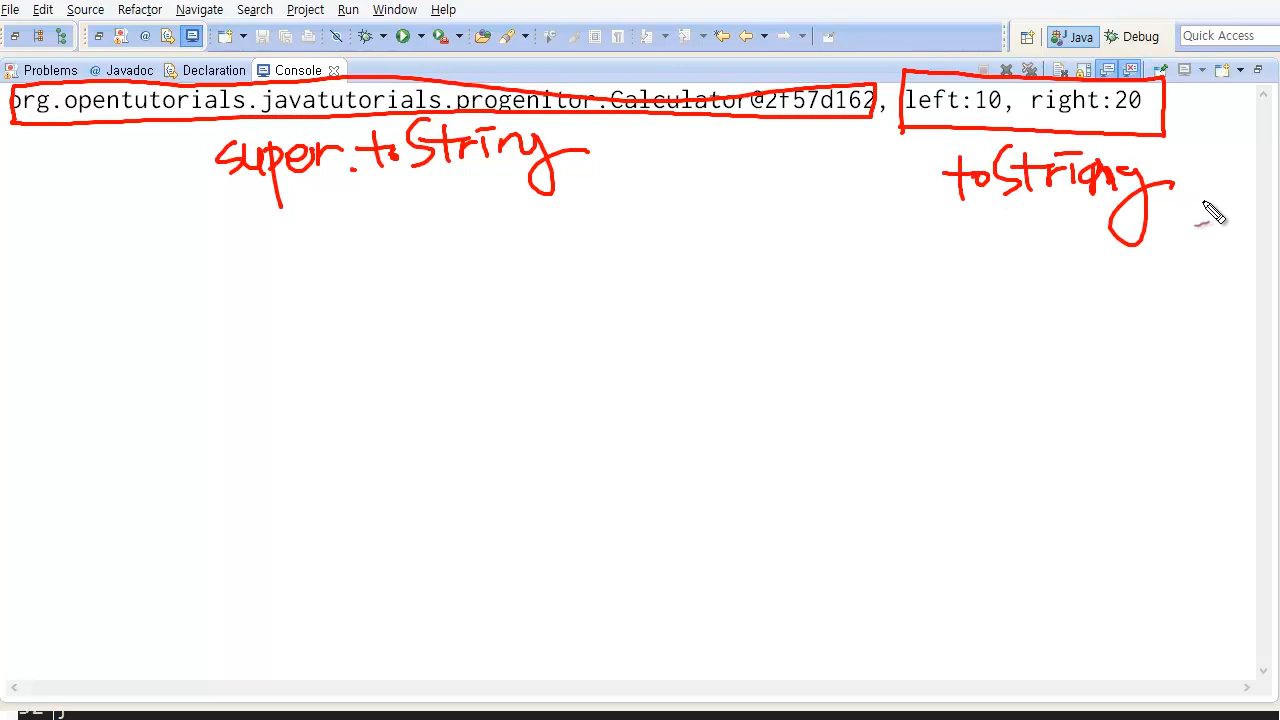 File Edit Source Refactor Navigate Search Project Run Window Help
Java Debug Quick Access
Problems @ Javadoc Declaration Console
org.opentutorials.javatutorials.progenitor.Calculator@2f57d162, left:10, right:20
super.toString toString